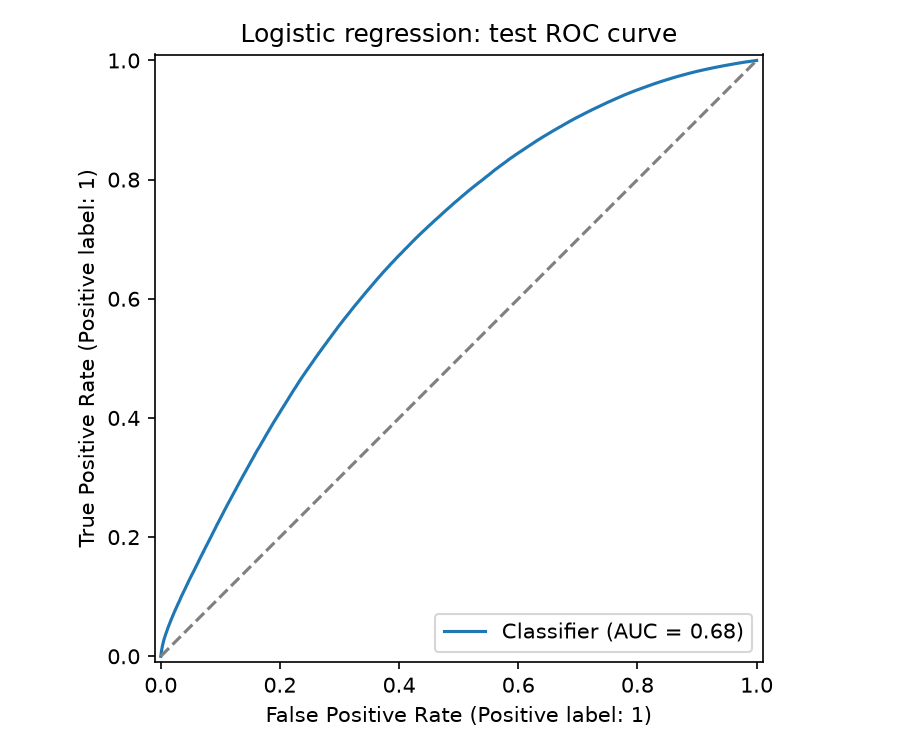 Logistic regression: test ROC curve
True Positive Rate (Positive label: 1)
1.0
0.8
0.6
0.4
0.2
0.0
Classifier (AUC = 0.68)
0.0 0.2 0.4 0.6 0.8 1.0
False Positive Rate (Positive label: 1)